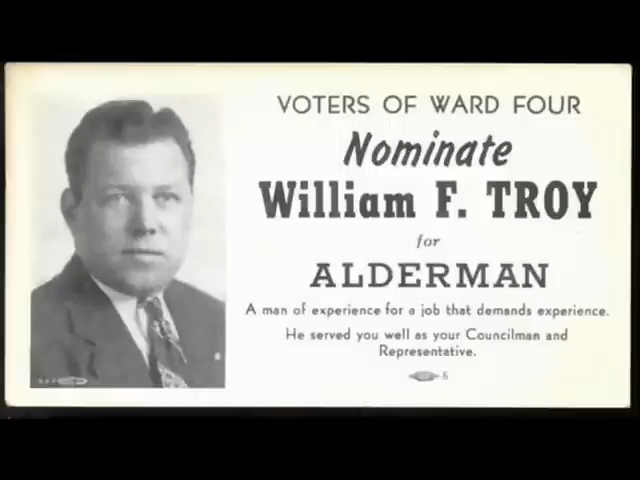 VOTERS OF WARD FOUR
Nominate
William F. TROY
for
ALDERMAN
A man of experience for a job that demands experience.
He served you well as your Councilman and
Representative.
6